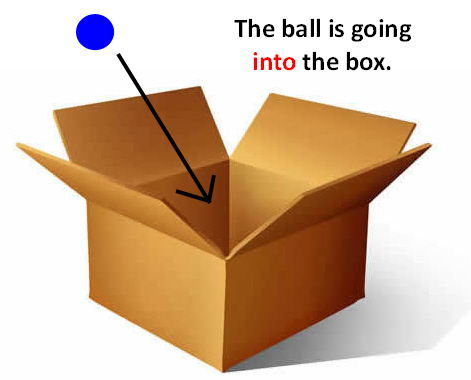 The ball is going
into the box.